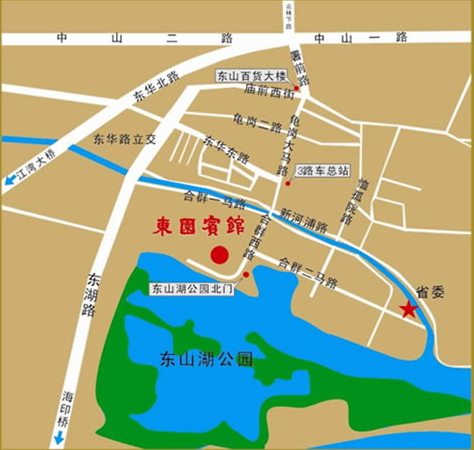 农林下路
中山二路
中山一路
署前路
东山百货大楼
庙前西街
东华北路
龟岗二路
龟岗大马路
东华路立交
东华东路
3路车总站
恤孤院路
江湾大桥
合群一马路
新河浦路
東園賓館
合群西路
合群二马路
东山湖公园北门
省委
东湖路
东山湖公园
海印桥